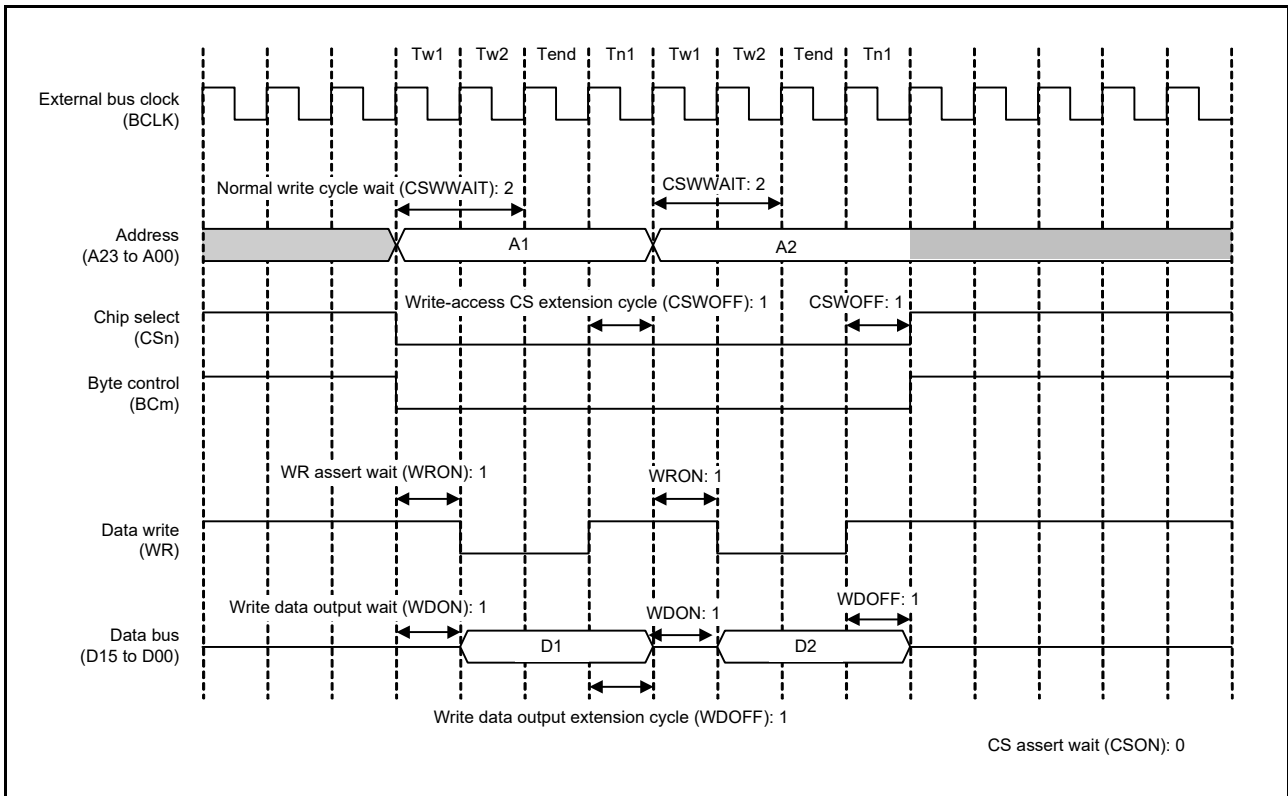 Tw1 Tw2 Tend Tn1 Tw1 Tw2 Tend Tn1
External bus clock
(BCLK)
Normal write cycle wait (CSWWAIT): 2
CSWWAIT: 2
Address
(A23 to A00)
A1
A2
Write-access CS extension cycle (CSWOFF): 1
CSWOFF: 1
Chip select
(CSn)
Byte control
(BCm)
WR assert wait (WRON): 1
WRON: 1
Data write
(WR)
Write data output wait (WDON): 1
WDON: 1
WDOFF: 1
Data bus
(D15 to D00)
D1
D2
Write data output extension cycle (WDOFF): 1
CS assert wait (CSON): 0